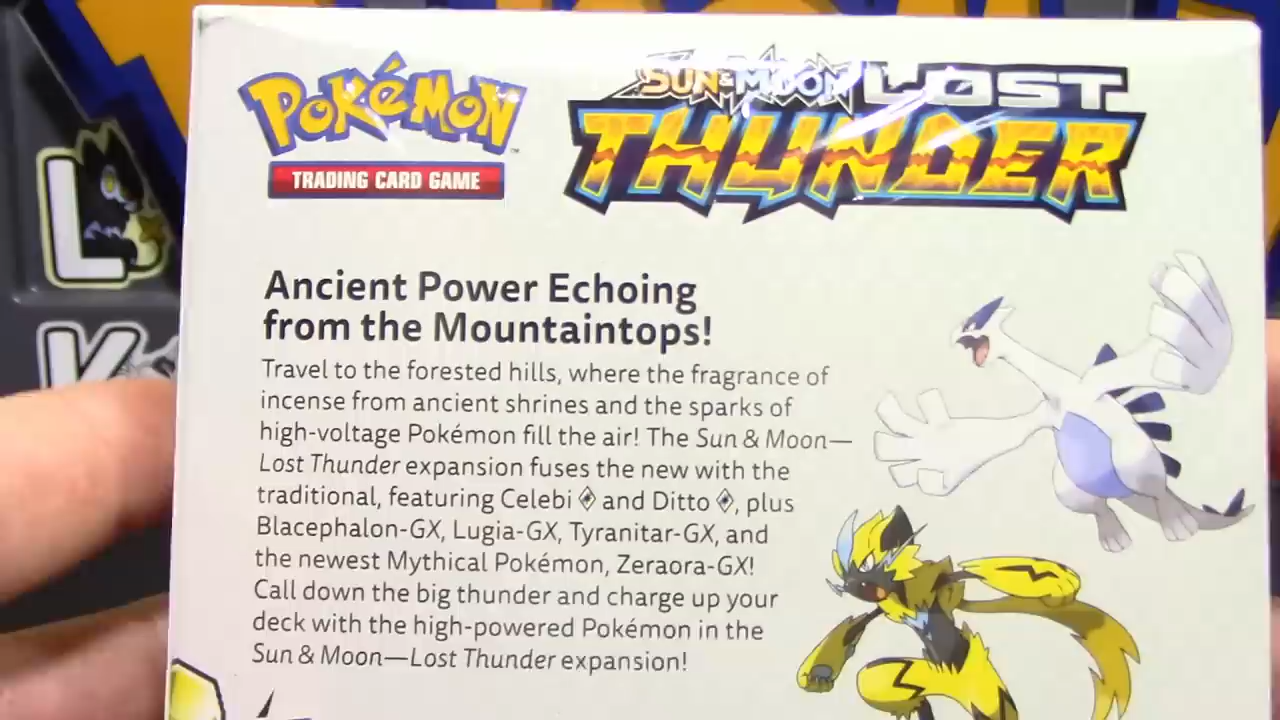 POKéMON
TRADING CARD GAME
SUN & MOON LOST
THUNDER
Ancient Power Echoing
from the Mountaintops!
Travel to the forested hills, where the fragrance of
incense from ancient shrines and the sparks of
high-voltage Pokémon fill the air! The Sun & Moon—
Lost Thunder expansion fuses the new with the
traditional, featuring Celebi and Ditto , plus
Blacephalon-GX, Lugia-GX, Tyranitar-GX, and
the newest Mythical Pokémon, Zeraora-GX!
Call down the big thunder and charge up your
deck with the high-powered Pokémon in the
Sun & Moon—Lost Thunder expansion!
L